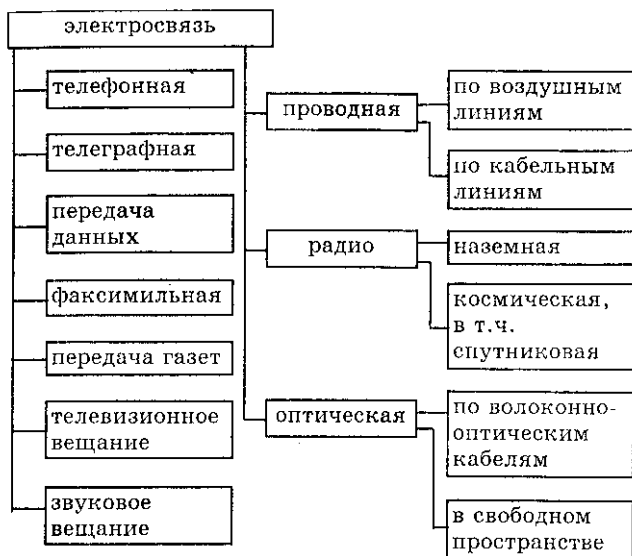 электросвязь
телефонная
телеграфная
передача
данных
факсимильная
передача газет
телевизионное
вещание
звуковое
вещание
проводная
по воздушным
линиям
по кабельным
линиям
радио
наземная
космическая,
в т.ч.
спутниковая
оптическая
по волоконно-
оптическим
кабелям
в свободном
пространстве